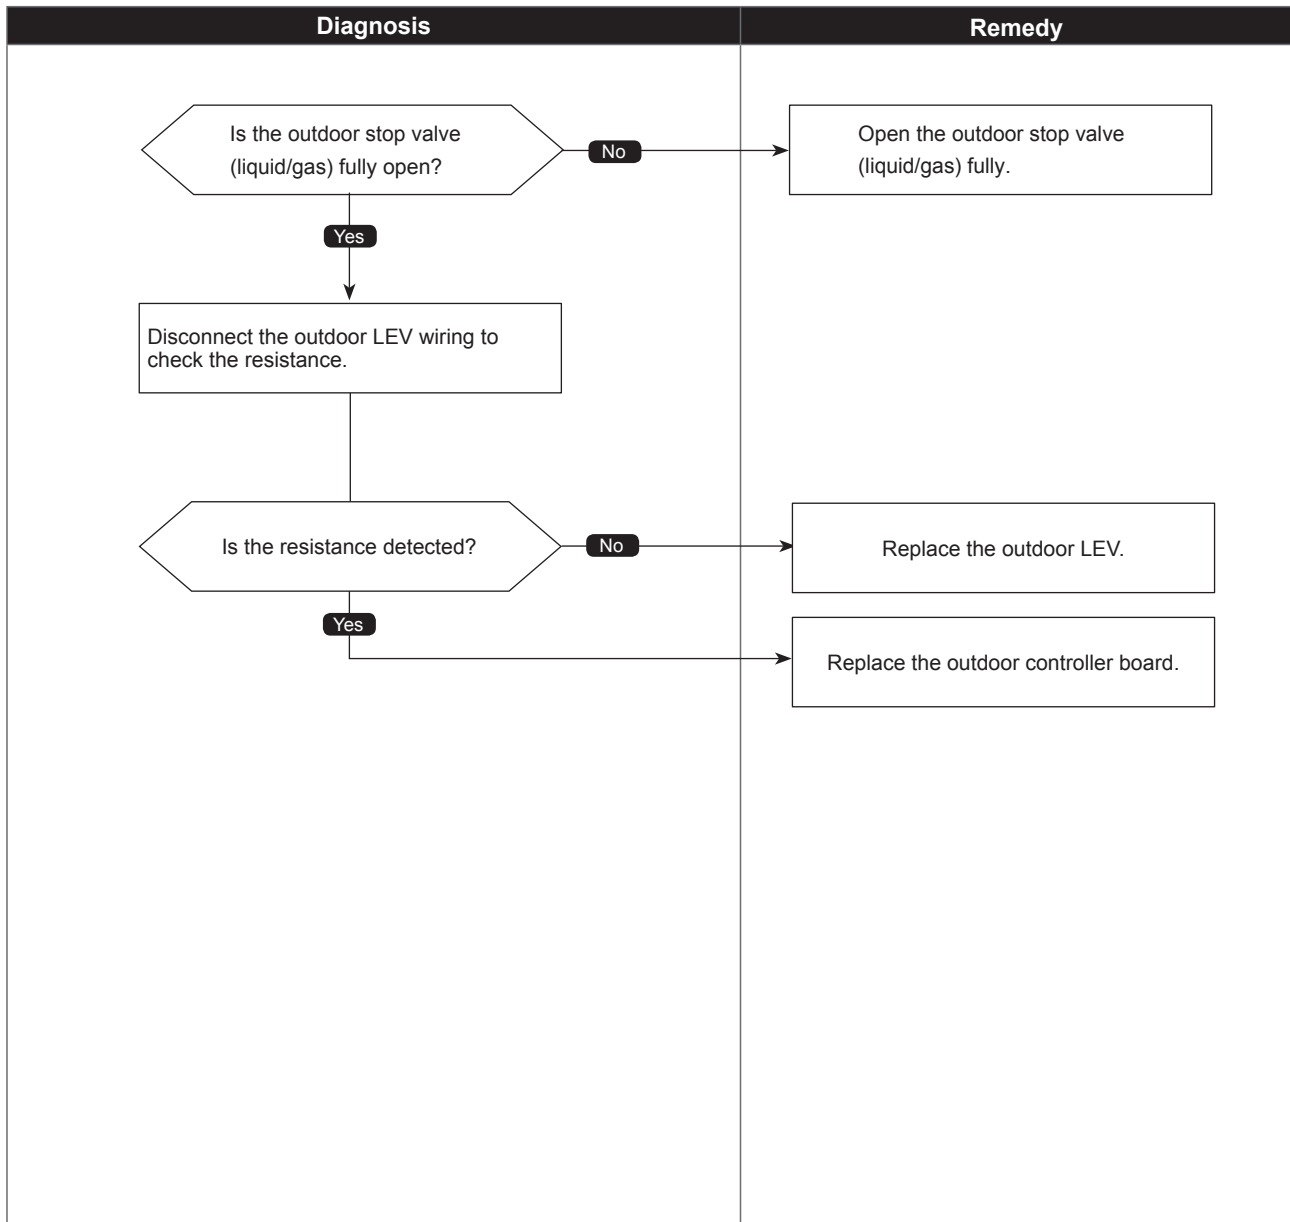 Diagnosis
Remedy
Is the outdoor stop valve
(liquid/gas) fully open?
No
Open the outdoor stop valve
(liquid/gas) fully.
Yes
Disconnect the outdoor LEV wiring to
check the resistance.
Is the resistance detected?
No
Replace the outdoor LEV.
Yes
Replace the outdoor controller board.